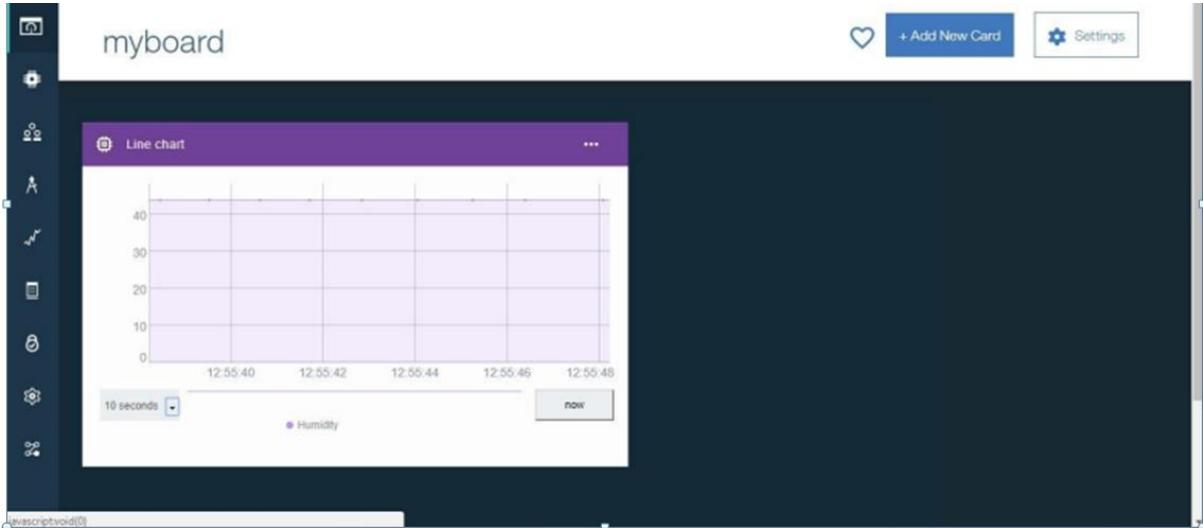 myboard
+ Add New Card
Settings
Line chart
40
30
20
10
0
12:55:40 12:55:42 12:55:44 12:55:46 12:55:48
10 seconds
now
Humidity
javascript:void(0)